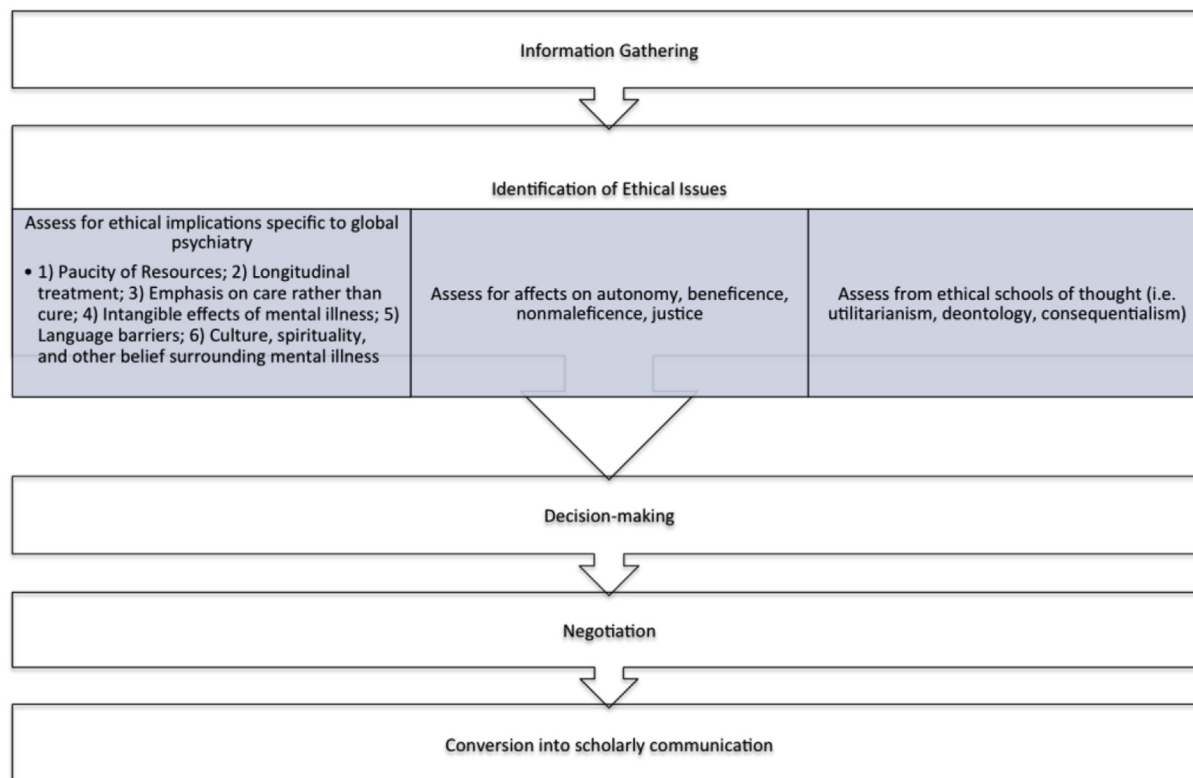 Information Gathering
Identification of Ethical Issues
Assess for ethical implications specific to global
psychiatry
• 1) Paucity of Resources; 2) Longitudinal
treatment; 3) Emphasis on care rather than
cure; 4) Intangible effects of mental illness; 5)
Language barriers; 6) Culture, spirituality,
and other belief surrounding mental illness
Assess for affects on autonomy, beneficence,
nonmaleficence, justice
Assess from ethical schools of thought (i.e.
utilitarianism, deontology, consequentialism)
Decision-making
Negotiation
Conversion into scholarly communication